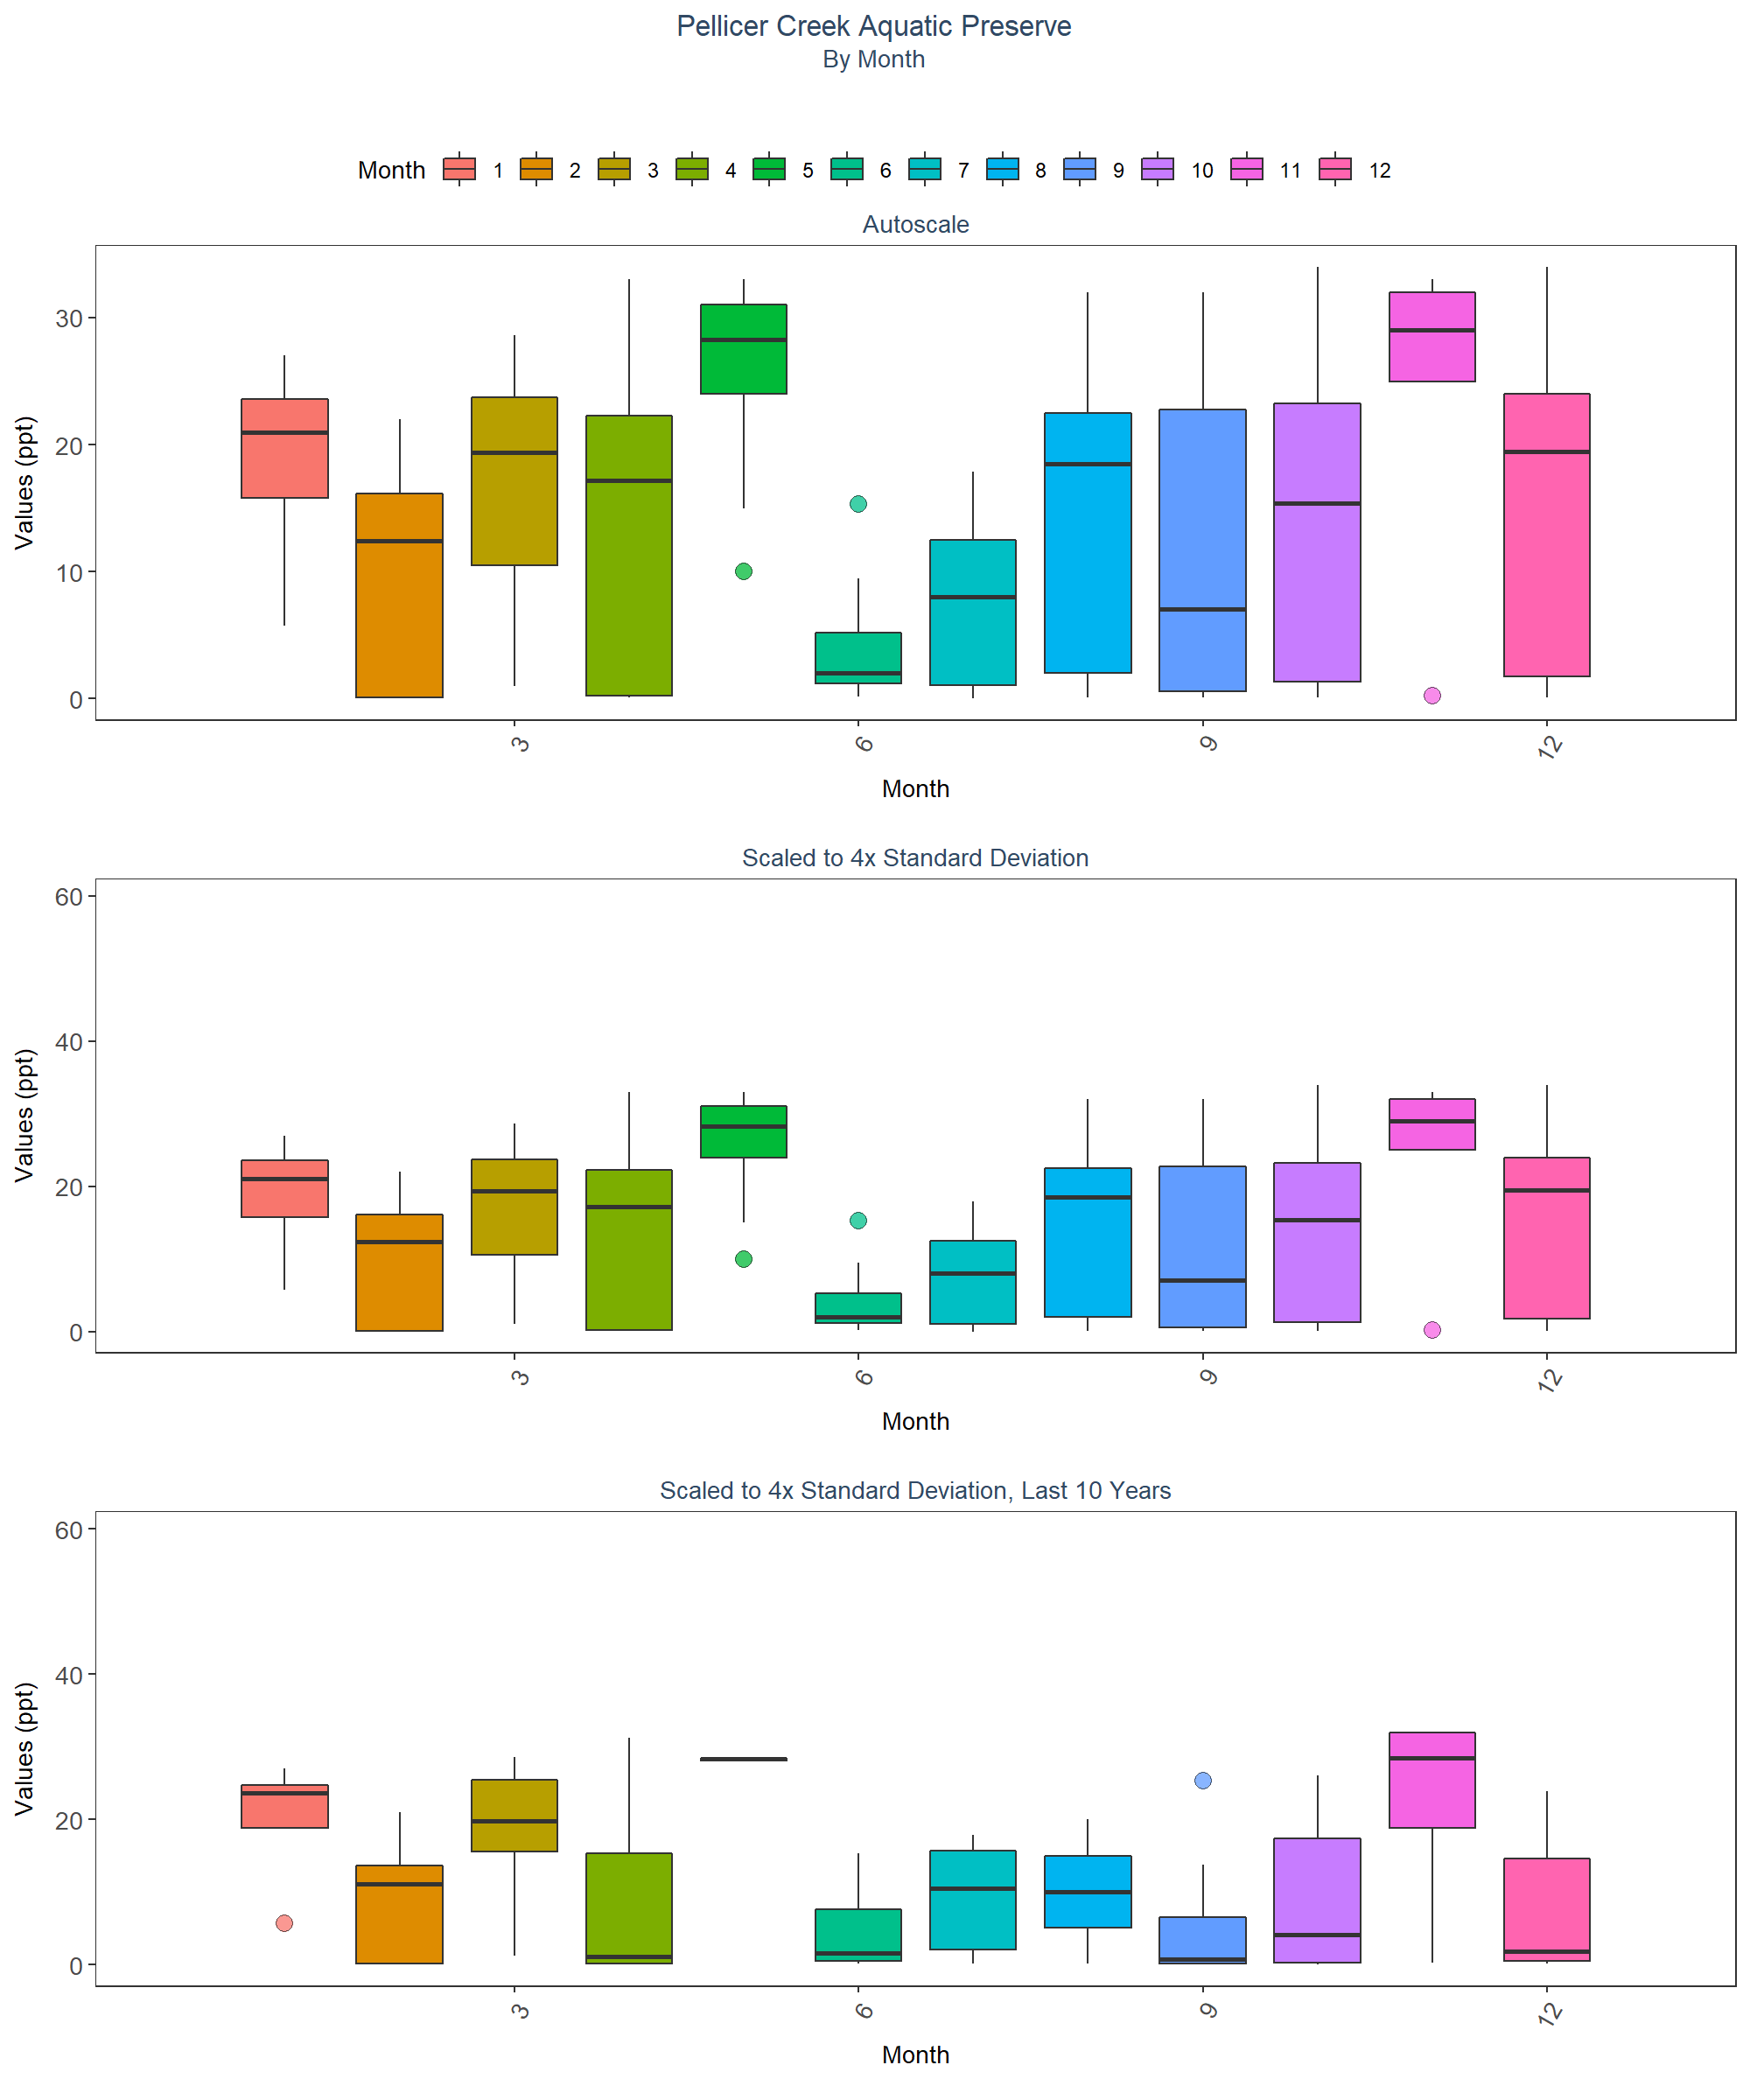 Pellicer Creek Aquatic Preserve
By Month
Month 1 2 3 4 5 6 7 8 9 10 11 12
Autoscale
Values (ppt)
30
20
10
0
3 6 9 12
Month
Scaled to 4x Standard Deviation
Values (ppt)
60
40
20
0
3 6 9 12
Month
Scaled to 4x Standard Deviation, Last 10 Years
Values (ppt)
60
40
20
0
3 6 9 12
Month